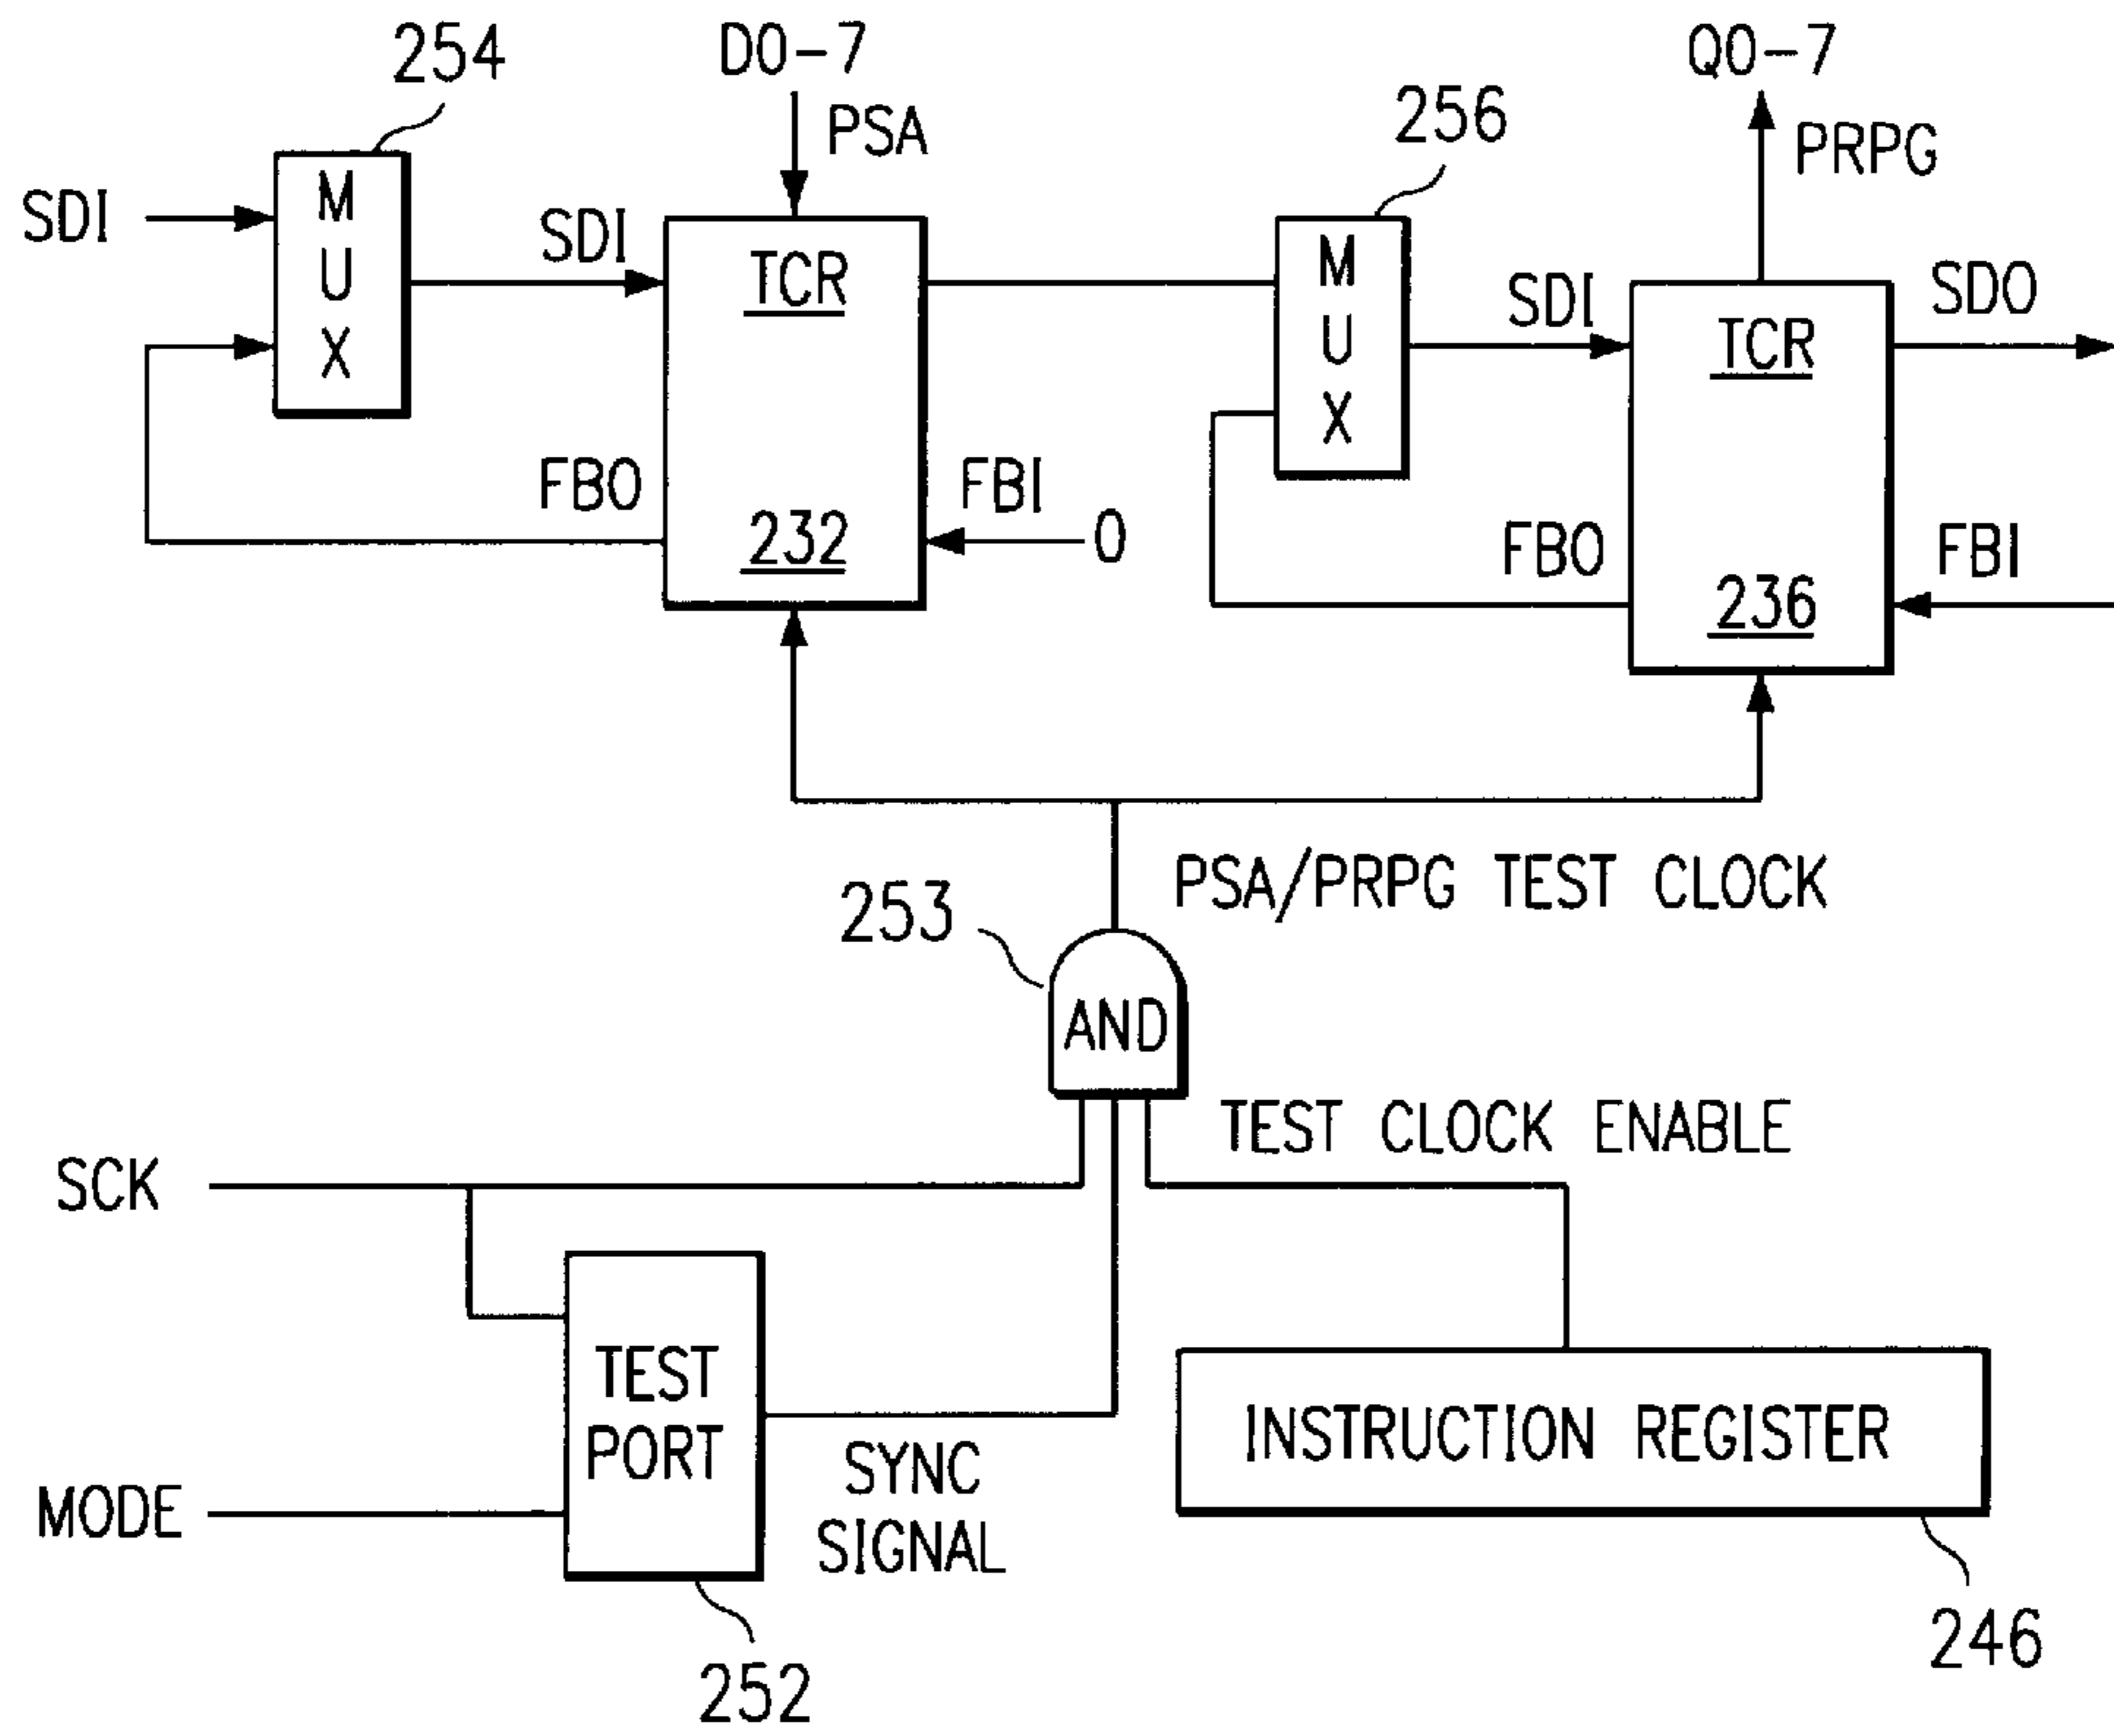 254
D0-7
Q0-7
PSA
256
PRPG
MUX
SDI
SDI
TCR
MUX
SDI
TCR
SDO
FBO
232
FBI
0
FBO
236
FBI
PSA/PRPG TEST CLOCK
253
AND
TEST CLOCK ENABLE
SCK
TEST
PORT
INSTRUCTION REGISTER
SYNC
SIGNAL
MODE
252
246